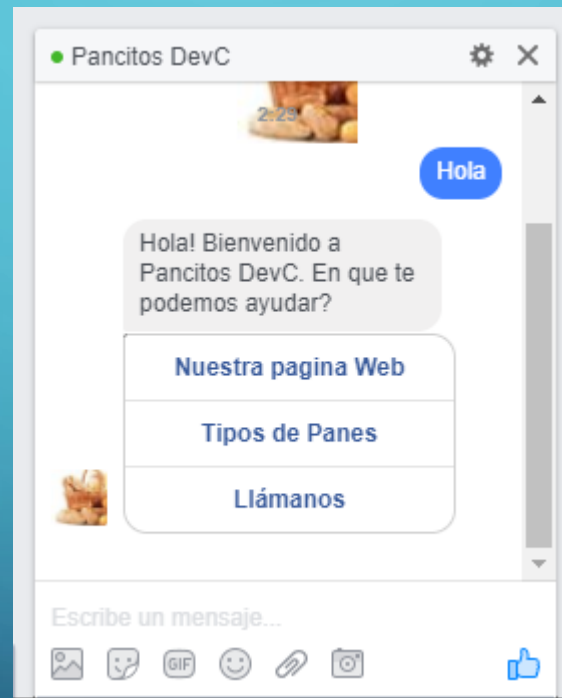 Pancitos DevC
2:29
Hola
Hola! Bienvenido a
Pancitos DevC. En que te
podemos ayudar?
Nuestra pagina Web
Tipos de Panes
Llámanos
Escribe un mensaje...
GIF